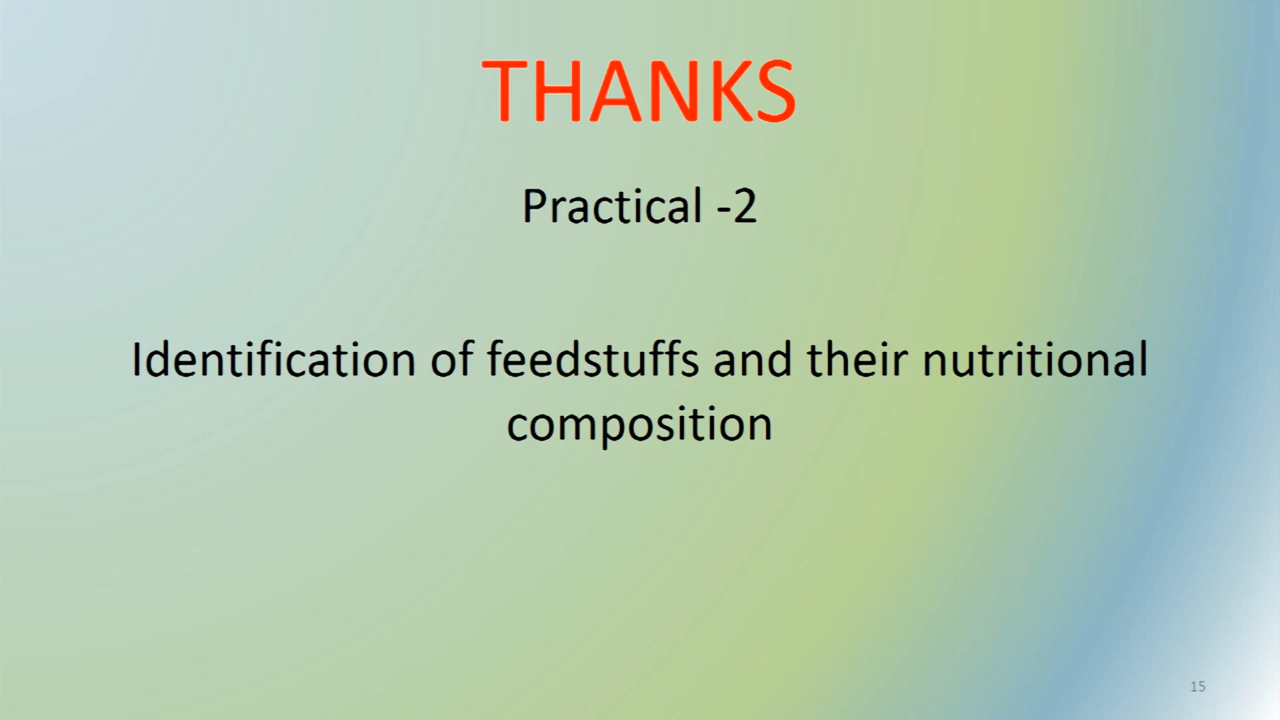 THANKS
Practical -2
Identification of feedstuffs and their nutritional
composition
15